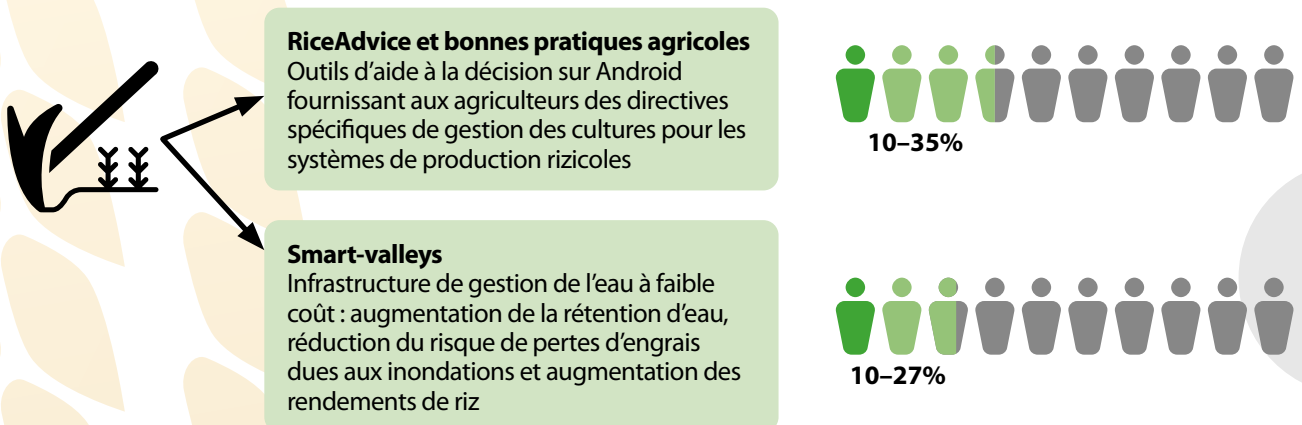 RiceAdvice et bonnes pratiques agricoles
Outils d'aide à la décision sur Android
fournissant aux agriculteurs des directives
spécifiques de gestion des cultures pour les
systèmes de production rizicoles
10–35%
Smart-valleys
Infrastructure de gestion de l'eau à faible
coût : augmentation de la rétention d'eau,
réduction du risque de pertes d'engrais
dues aux inondations et augmentation des
rendements de riz
10–27%